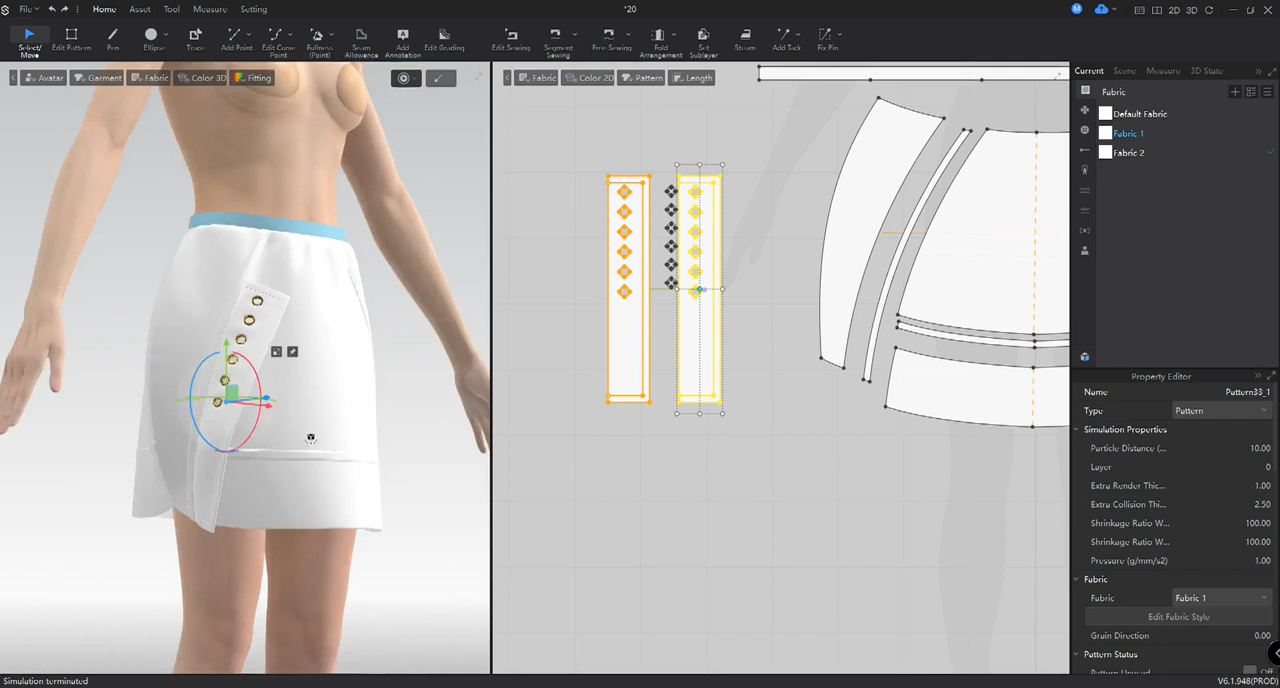 File
Home
Asset
Tool
Measure
Setting
*20
M
2D
3D
Select/
Move
Edit Pattern
Pen
Ellipse
Trace
Add Point
Edit Curve
Point
Fullness
(Point)
Seam
Allowance
Add
Annotation
Edit Grading
Edit Sewing
Segment
Sewing
Free Sewing
Fold
Arrangement
Set
Sublayer
Steam
Add Tack
Fix Pin
Avatar
Garment
Fabric
Color 3D
Fitting
Fabric
Color 2D
Pattern
Length
Current
Scene
Measure
3D State
Fabric
Default Fabric
Fabric 1
Fabric 2
Property Editor
Name Pattern33_1
Type Pattern
Simulation Properties
Particle Distance (... 10.00
Layer 0
Extra Render Thic... 1.00
Extra Collision Thi... 2.50
Shrinkage Ratio W... 100.00
Shrinkage Ratio W... 100.00
Pressure (g/mm/s2) 1.00
Fabric
Fabric Fabric 1
Edit Fabric Style
Grain Direction 0.00
Pattern Status
Pattern Unused Off
Simulation terminated
V6.1.948(PROD)